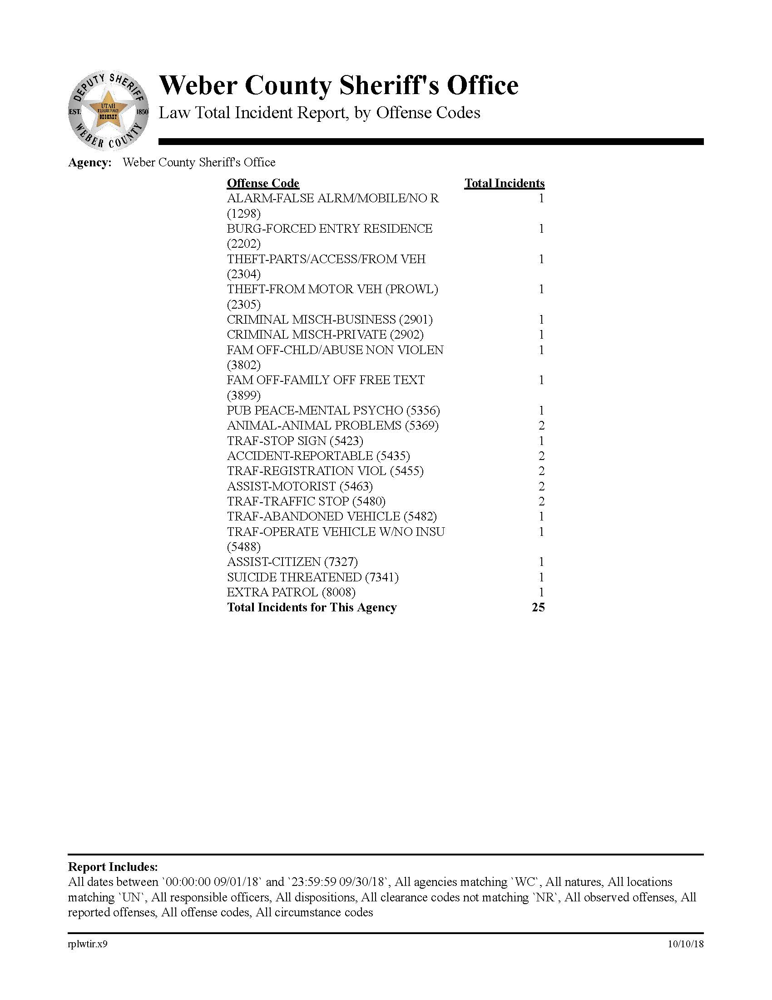 DEPUTY SHERIFF
EST.
UTAH
TERRITORY
DESERET
1850
WEBER COUNTY
Weber County Sheriff's Office
Law Total Incident Report, by Offense Codes
Agency: Weber County Sheriff's Office
Offense Code Total Incidents
ALARM-FALSE ALRM/MOBILE/NO R 1
(1298)
BURG-FORCED ENTRY RESIDENCE 1
(2202)
THEFT-PARTS/ACCESS/FROM VEH 1
(2304)
THEFT-FROM MOTOR VEH (PROWL) 1
(2305)
CRIMINAL MISCH-BUSINESS (2901) 1
CRIMINAL MISCH-PRIVATE (2902) 1
FAM OFF-CHLD/ABUSE NON VIOLEN 1
(3802)
FAM OFF-FAMILY OFF FREE TEXT 1
(3899)
PUB PEACE-MENTAL PSYCHO (5356) 1
ANIMAL-ANIMAL PROBLEMS (5369) 2
TRAF-STOP SIGN (5423) 1
ACCIDENT-REPORTABLE (5435) 2
TRAF-REGISTRATION VIOL (5455) 2
ASSIST-MOTORIST (5463) 2
TRAF-TRAFFIC STOP (5480) 2
TRAF-ABANDONED VEHICLE (5482) 1
TRAF-OPERATE VEHICLE W/NO INSU 1
(5488)
ASSIST-CITIZEN (7327) 1
SUICIDE THREATENED (7341) 1
EXTRA PATROL (8008) 1
Total Incidents for This Agency 25
Report Includes:
All dates between `00:00:00 09/01/18` and `23:59:59 09/30/18`, All agencies matching `WC`, All natures, All locations
matching `UN`, All responsible officers, All dispositions, All clearance codes not matching `NR`, All observed offenses, All
reported offenses, All offense codes, All circumstance codes
rplwtir.x9 10/10/18